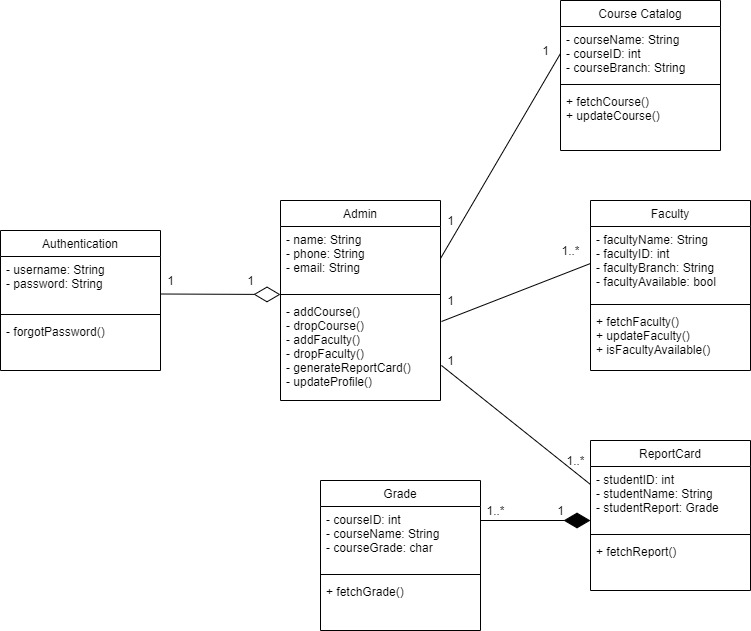 Course Catalog
- courseName: String
- courseID: int
- courseBranch: String
+ fetchCourse()
+ updateCourse()
1
1
Admin
- name: String
- phone: String
- email: String
- addCourse()
- dropCourse()
- addFaculty()
- dropFaculty()
- generateReportCard()
- updateProfile()
Faculty
- facultyName: String
- facultyID: int
- facultyBranch: String
- facultyAvailable: bool
+ fetchFaculty()
+ updateFaculty()
+ isFacultyAvailable()
1..*
1
Authentication
- username: String
- password: String
- forgotPassword()
1
1
1
1..*
ReportCard
- studentID: int
- studentName: String
- studentReport: Grade
+ fetchReport()
Grade
- courseID: int
- courseName: String
- courseGrade: char
+ fetchGrade()
1..*
1